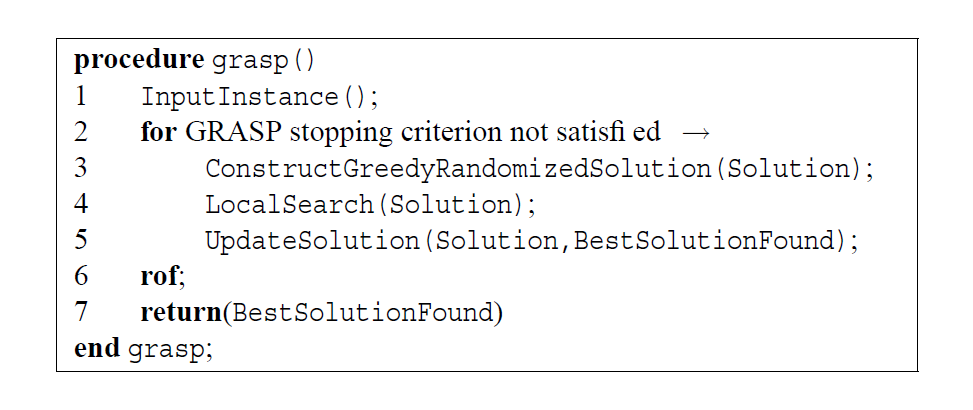 procedure grasp()
1 InputInstance();
2 for GRASP stopping criterion not satisfi ed →
3 ConstructGreedyRandomizedSolution(Solution);
4 LocalSearch(Solution);
5 UpdateSolution(Solution,BestSolutionFound);
6 rof;
7 return(BestSolutionFound)
end grasp;